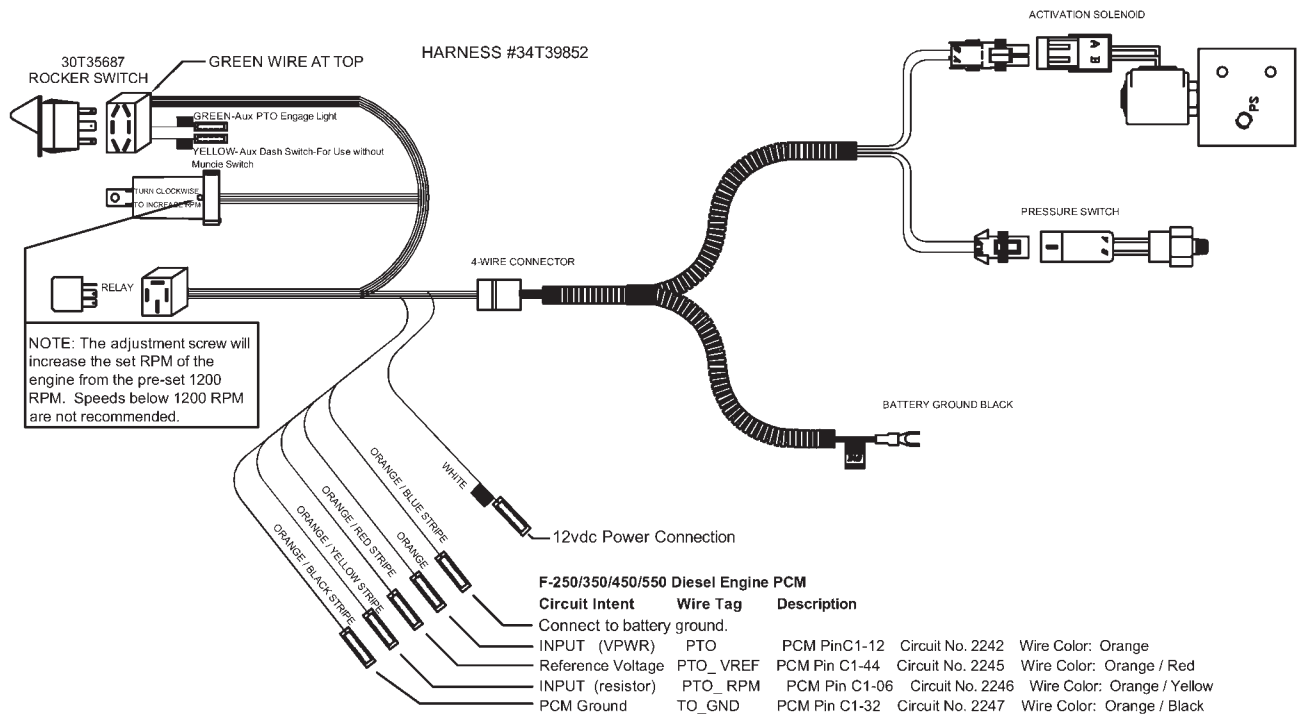 ACTIVATION SOLENOID
HARNESS #34T39852
30T35687
ROCKER SWITCH
GREEN WIRE AT TOP
B A
PS
GREEN-Aux PTO Engage Light
YELLOW- Aux Dash Switch-For Use without
Muncie Switch
TURN CLOCKWISE
TO INCREASE RPM
PRESSURE SWITCH
4-WIRE CONNECTOR
RELAY
NOTE: The adjustment screw will
increase the set RPM of the
engine from the pre-set 1200
RPM. Speeds below 1200 RPM
are not recommended.
BATTERY GROUND BLACK
ORANGE / BLUE STRIPE
WHITE
ORANGE / RED STRIPE
ORANGE
ORANGE / YELLOW STRIPE
ORANGE / BLACK STRIPE
12vdc Power Connection
F-250/350/450/550 Diesel Engine PCM
Circuit Intent Wire Tag Description
Connect to battery ground.
INPUT (VPWR) PTO PCM PinC1-12 Circuit No. 2242 Wire Color: Orange
Reference Voltage PTO_ VREF PCM Pin C1-44 Circuit No. 2245 Wire Color: Orange / Red
INPUT (resistor) PTO_ RPM PCM Pin C1-06 Circuit No. 2246 Wire Color: Orange / Yellow
PCM Ground TO_GND PCM Pin C1-32 Circuit No. 2247 Wire Color: Orange / Black